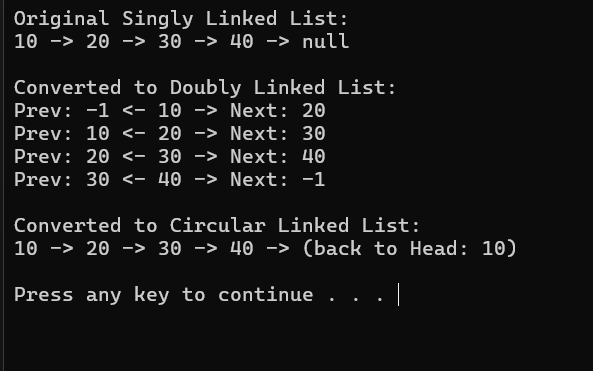 Original Singly Linked List:
10 -> 20 -> 30 -> 40 -> null
Converted to Doubly Linked List:
Prev: -1 <- 10 -> Next: 20
Prev: 10 <- 20 -> Next: 30
Prev: 20 <- 30 -> Next: 40
Prev: 30 <- 40 -> Next: -1
Converted to Circular Linked List:
10 -> 20 -> 30 -> 40 -> (back to Head: 10)
Press any key to continue . . .